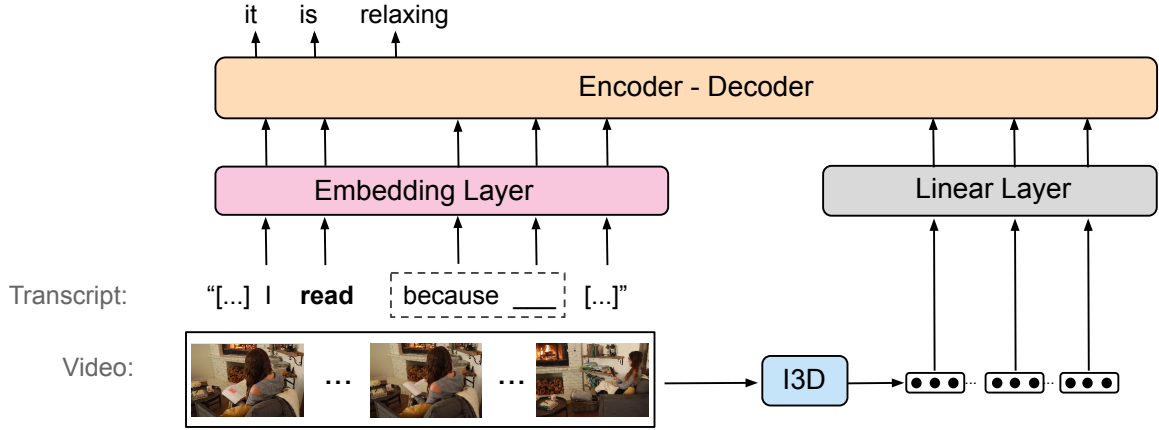 it is relaxing
Encoder - Decoder
Embedding Layer
Linear Layer
Transcript: “[...] I read because ___ [...]”
Video: ... ... I3D